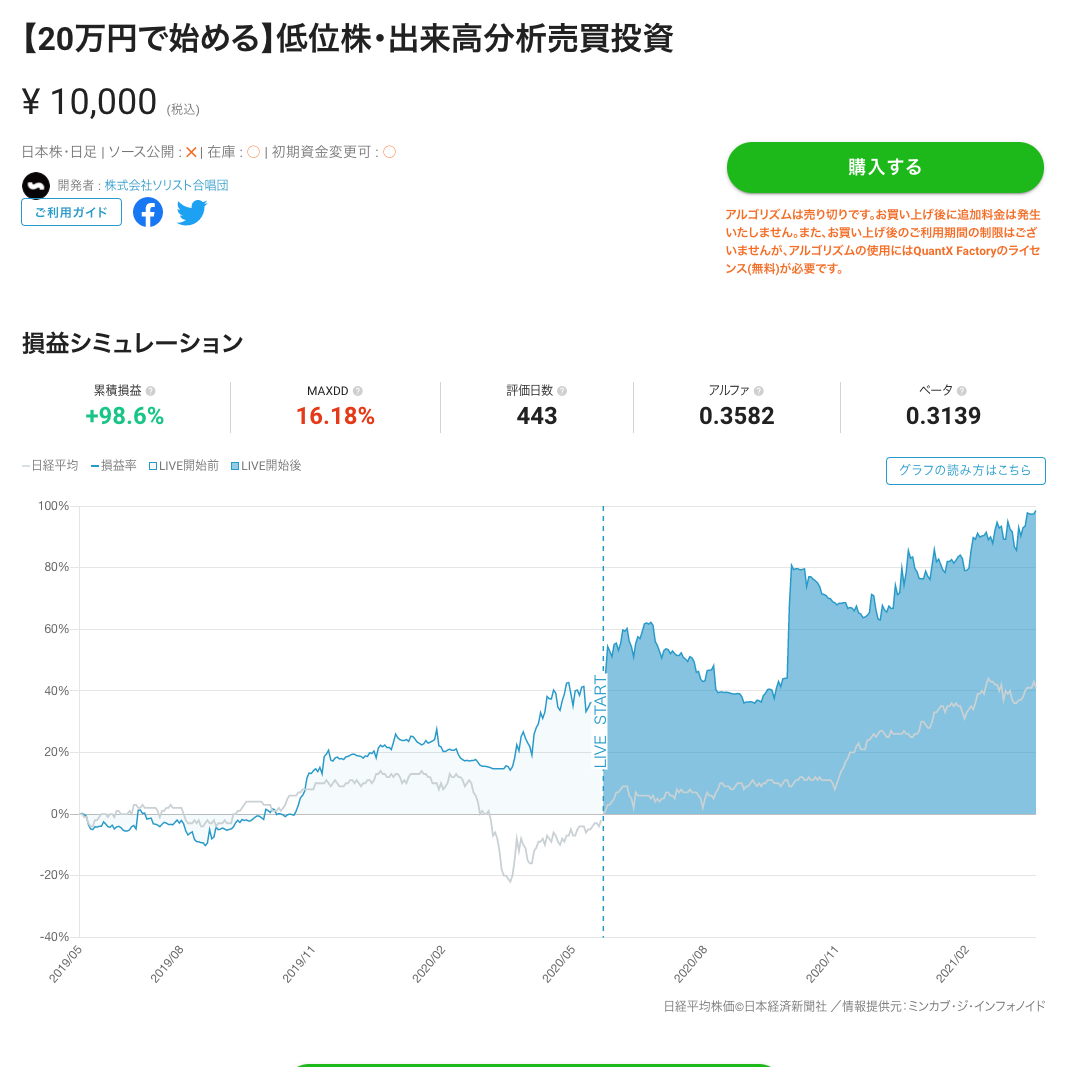 【20万円で始める】低位株・出来高分析売買投資
¥ 10,000 (税込)
日本株・日足 | ソース公開 : ✕ | 在庫 : ○ | 初期資金変更可 : ○
開発者 : 株式会社ソリスト合唱団
ご利用ガイド
購入する
アルゴリズムは売り切りです。お買い上げ後に追加料金は発生
いたしません。また、お買い上げ後のご利用期間の制限はござ
いませんが、アルゴリズムの使用にはQuantX Factoryのライセ
ンス(無料)が必要です。
損益シミュレーション
累積損益 ?
+98.6%
MAXDD ?
16.18%
評価日数 ?
443
アルファ ?
0.3582
ベータ ?
0.3139
日経平均 損益率 LIVE開始前 LIVE開始後
グラフの読み方はこちら
100%
80%
60%
40%
20%
0%
-20%
-40%
LIVE START
2019/05 2019/08 2019/11 2020/02 2020/05 2020/08 2020/11 2021/02
日経平均株価©日本経済新聞社 ／情報提供元：ミンカブ・ジ・インフォノイド